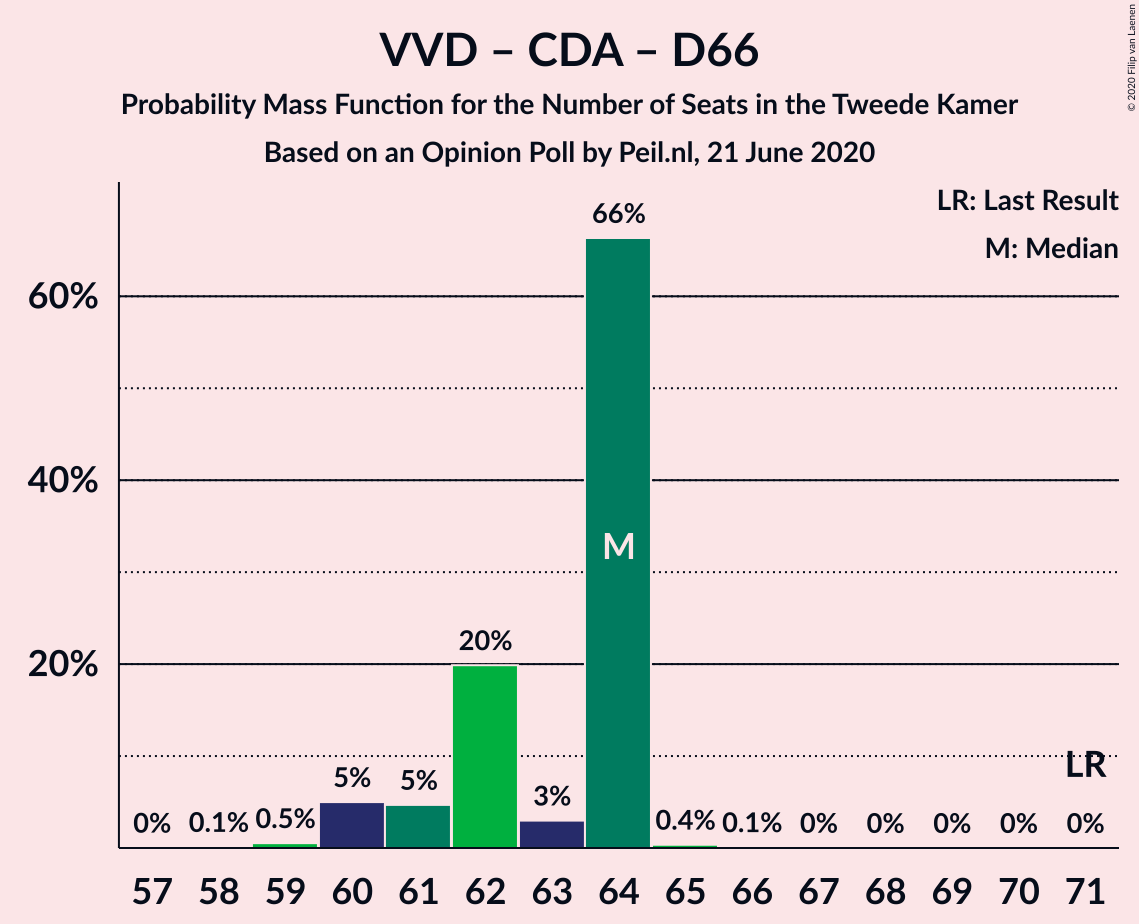 VVD – CDA – D66
Probability Mass Function for the Number of Seats in the Tweede Kamer
Based on an Opinion Poll by Peil.nl, 21 June 2020
© 2020 Filip van Laenen
LR: Last Result
M: Median
60%
40%
20%
0% 0.1% 0.5% 5% 5% 20% 3% 66% 0.4% 0.1% 0% 0% 0% 0% 0%
M
LR
57 58 59 60 61 62 63 64 65 66 67 68 69 70 71